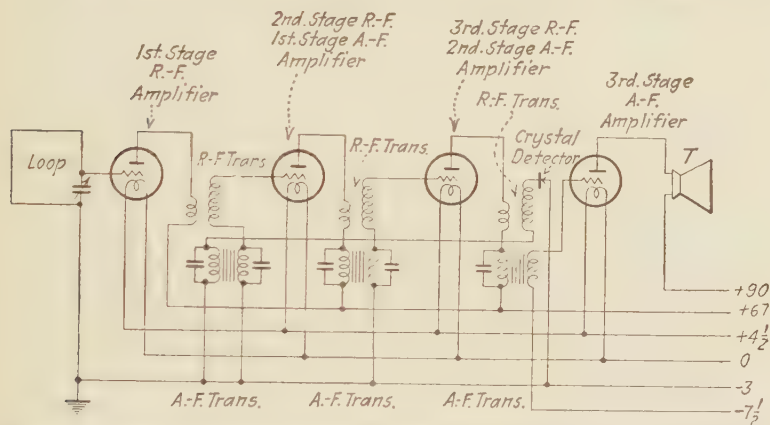 1st. Stage
R.-F.
Amplifier
2nd. Stage R.-F.
1st. Stage A.-F.
Amplifier
3rd. Stage R.-F.
2nd. Stage A.-F.
Amplifier
3rd. Stage
A.-F.
Amplifier
R.-F. Trans.
Crystal
Detector
Loop
R-F Trans
R.-F. Trans.
T
+90
+67
+4½
0
-3
-7½
A.-F. Trans.
A.-F. Trans.
A.-F. Trans.